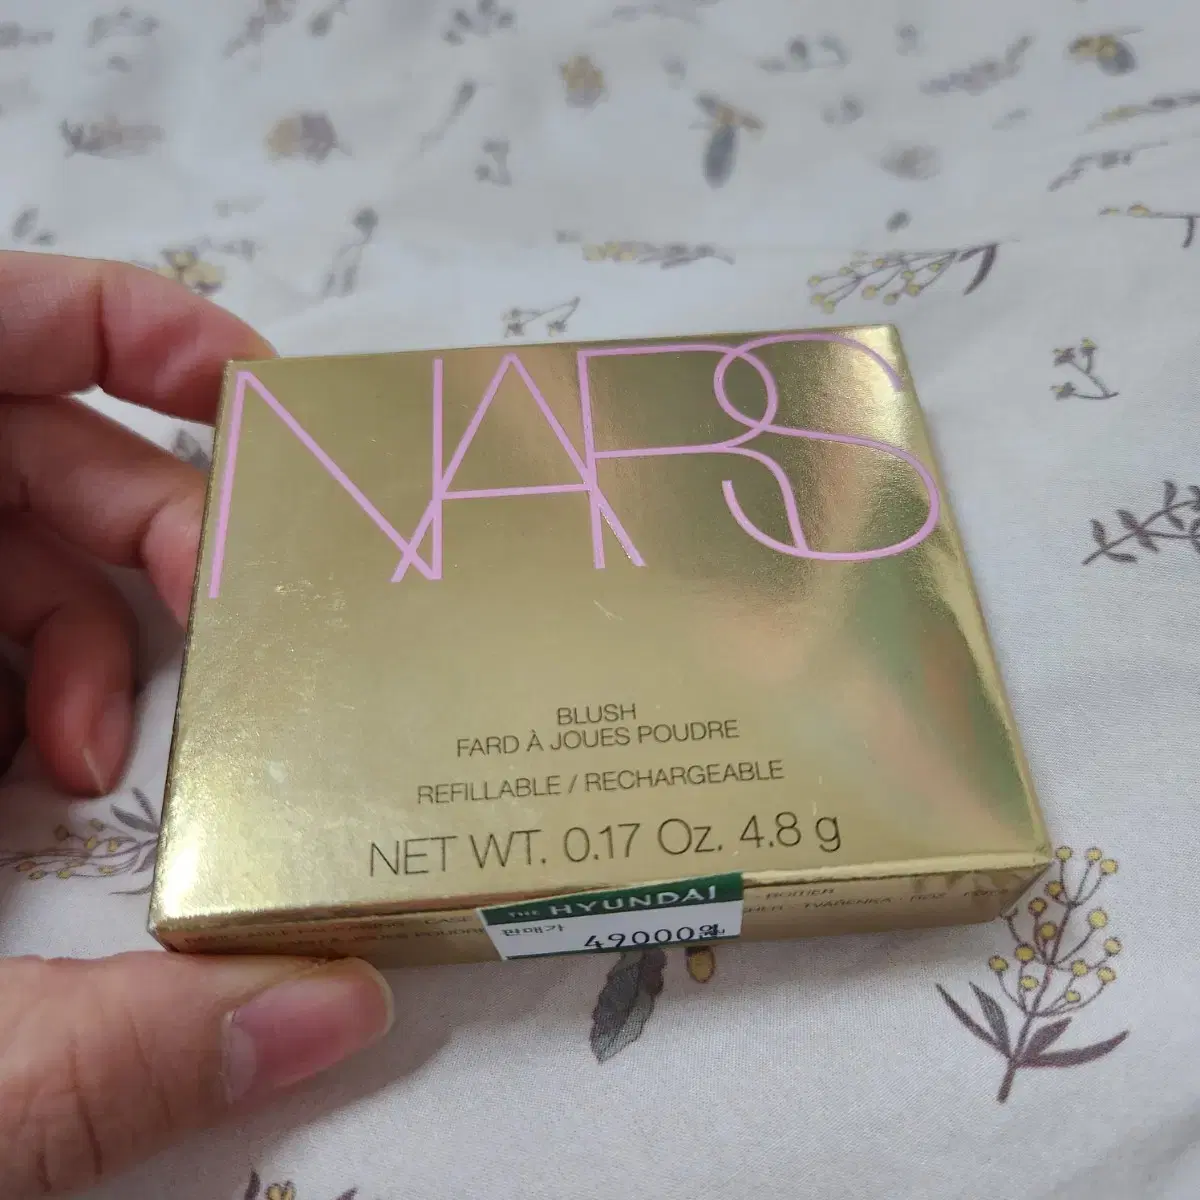 NARS
BLUSH
FARD À JOUES POUDRE
REFILLABLE / RECHARGEABLE
NET WT. 0.17 Oz. 4.8 g
THE HYUNDAI
판매가 49000원